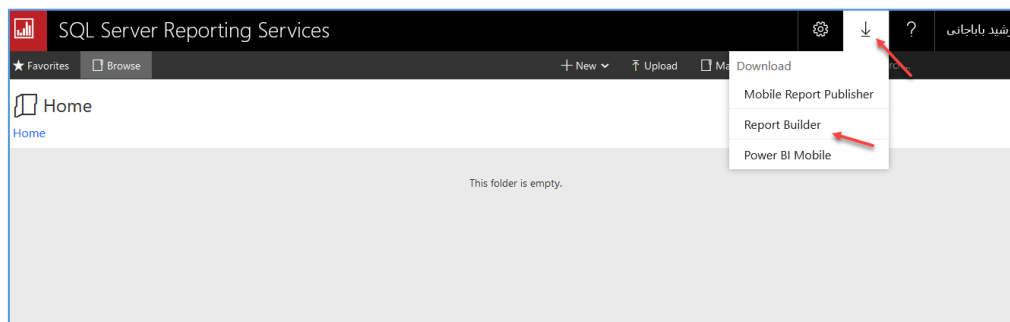 SQL Server Reporting Services
?
باباجانی
Favorites
Browse
New
Upload
Download
Home
Mobile Report Publisher
Home
Report Builder
Power BI Mobile
This folder is empty.